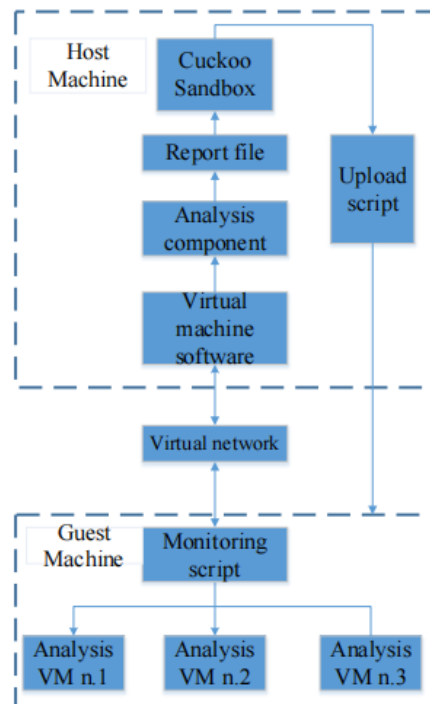 Host
Machine
Cuckoo
Sandbox
Report file
Upload
script
Analysis
component
Virtual
machine
software
Virtual network
Guest
Machine
Monitoring
script
Analysis
VM n.1
Analysis
VM n.2
Analysis
VM n.3